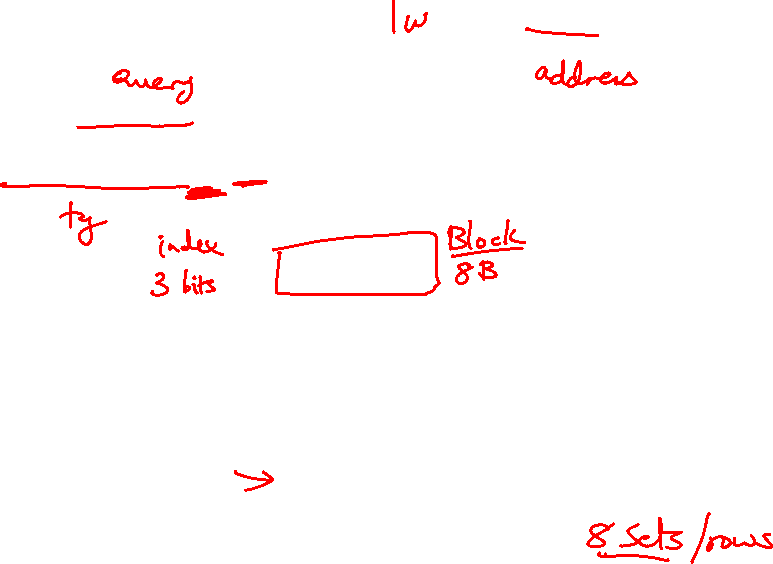 lw
query
address
tag
index
3 bits
Block
8B
8 Sets/rows